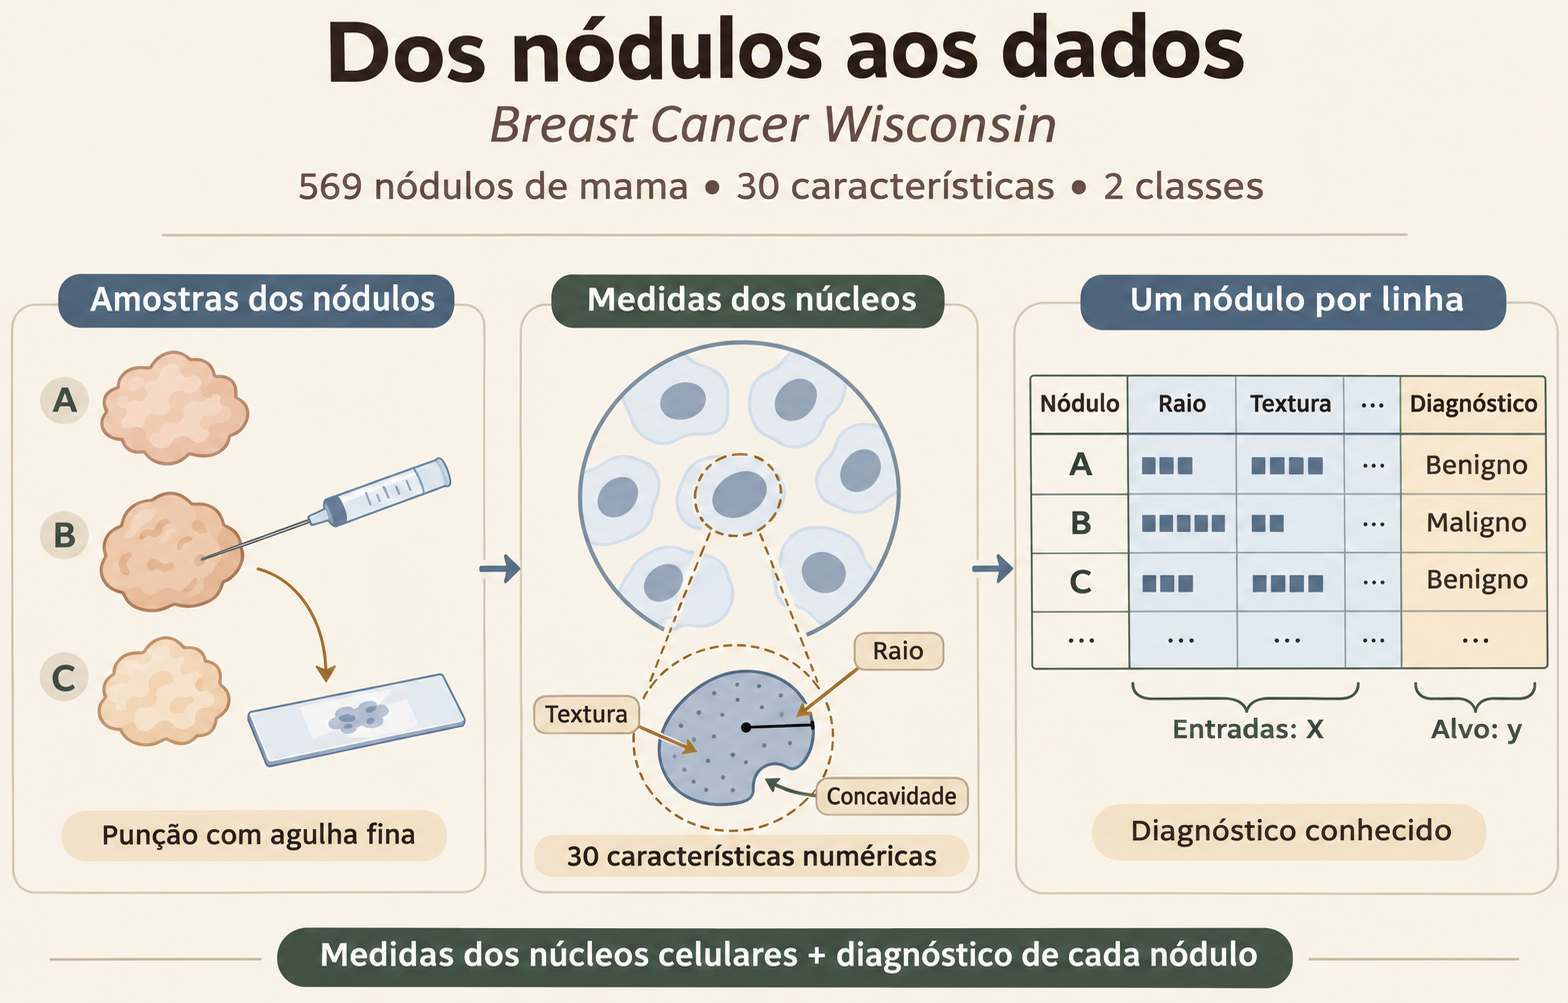 Dos nódulos aos dados
Breast Cancer Wisconsin
569 nódulos de mama • 30 características • 2 classes
Amostras dos nódulos
A
B
C
Punção com agulha fina
Medidas dos núcleos
Raio
Textura
Concavidade
30 características numéricas
Um nódulo por linha
Nódulo Raio Textura ... Diagnóstico
A ... Benigno
B ... Maligno
C ... Benigno
... ... ... ... ...
Entradas: X Alvo: y
Diagnóstico conhecido
Medidas dos núcleos celulares + diagnóstico de cada nódulo